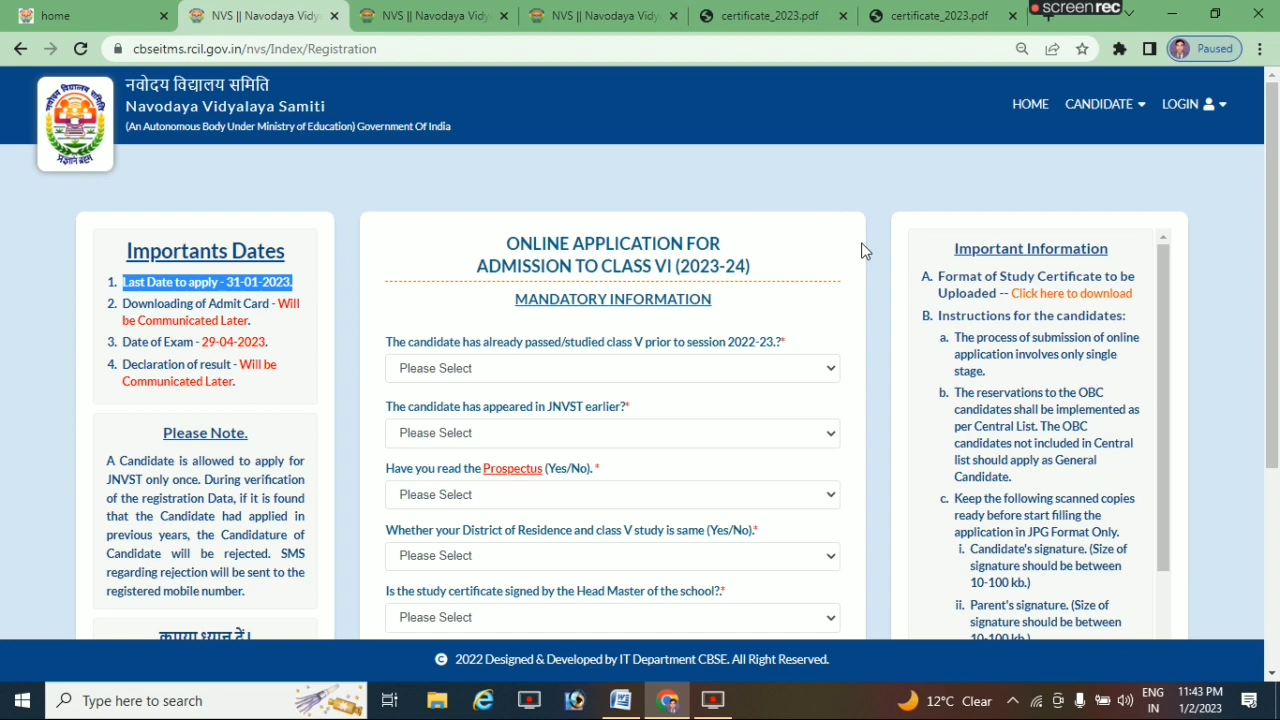 home
NVS || Navodaya Vidy
NVS || Navodaya Vidy
NVS || Navodaya Vidy
certificate_2023.pdf
certificate_2023.pdf
screenrec
cbseitms.rcil.gov.in/nvs/Index/Registration
Paused
नवोदय विद्यालय समिति
Navodaya Vidyalaya Samiti
(An Autonomous Body Under Ministry of Education) Government Of India
HOME CANDIDATE LOGIN
Importants Dates
1. Last Date to apply - 31-01-2023.
2. Downloading of Admit Card - Will
be Communicated Later.
3. Date of Exam - 29-04-2023.
4. Declaration of result - Will be
Communicated Later.
Please Note.
A Candidate is allowed to apply for
JNVST only once. During verification
of the registration Data, if it is found
that the Candidate had applied in
previous years, the Candidature of
Candidate will be rejected. SMS
regarding rejection will be sent to the
registered mobile number.
कृपया ध्यान दें।
ONLINE APPLICATION FOR
ADMISSION TO CLASS VI (2023-24)
MANDATORY INFORMATION
The candidate has already passed/studied class V prior to session 2022-23.?*
Please Select
The candidate has appeared in JNVST earlier?*
Please Select
Have you read the Prospectus (Yes/No). *
Please Select
Whether your District of Residence and class V study is same (Yes/No).*
Please Select
Is the study certificate signed by the Head Master of the school?.*
Please Select
Important Information
A. Format of Study Certificate to be
Uploaded -- Click here to download
B. Instructions for the candidates:
a. The process of submission of online
application involves only single
stage.
b. The reservations to the OBC
candidates shall be implemented as
per Central List. The OBC
candidates not included in Central
list should apply as General
Candidate.
c. Keep the following scanned copies
ready before start filling the
application in JPG Format Only.
i. Candidate's signature. (Size of
signature should be between
10-100 kb.)
ii. Parent's signature. (Size of
signature should be between
10-100 kb.)
2022 Designed & Developed by IT Department CBSE. All Right Reserved.
Type here to search
12°C Clear
ENG
IN
11:43 PM
1/2/2023